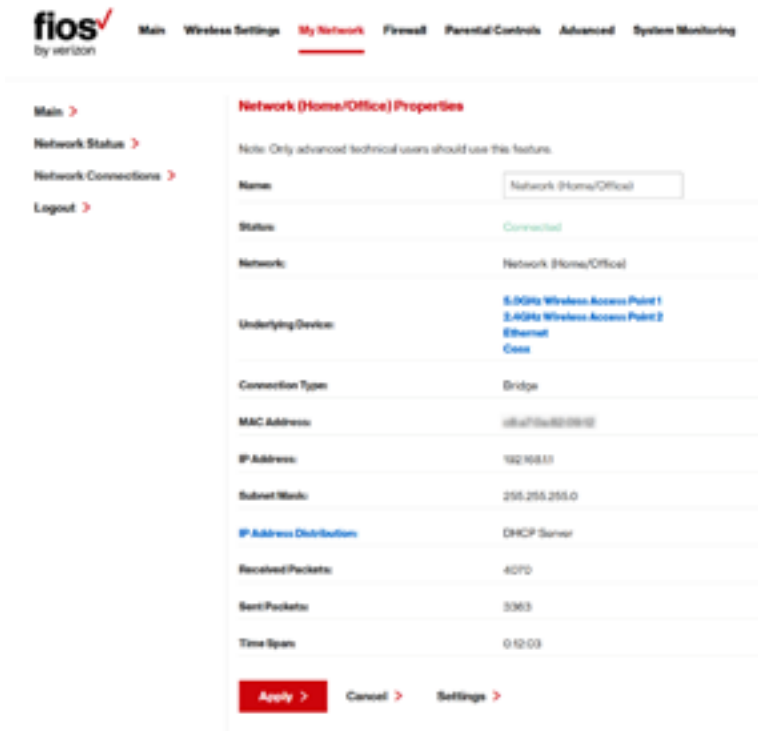 fios
by verizon
Main Wireless Settings My Network Firewall Parental Controls Advanced System Monitoring
Main >
Network Status >
Network Connections >
Logout >
Network (Home/Office) Properties
Note: Only advanced technical users should use this feature.
Name: Network (Home/Office)
Status: Connected
Network: Network (Home/Office)
Underlying Device: 5.0GHz Wireless Access Point 1
2.4GHz Wireless Access Point 2
Ethernet
Coax
Connection Type: Bridge
MAC Address:
IP Address: 192.168.1.1
Subnet Mask: 255.255.255.0
IP Address Distribution: DHCP Server
Received Packets: 4070
Sent Packets: 3363
Time Span: 0:12:03
Apply > Cancel > Settings >